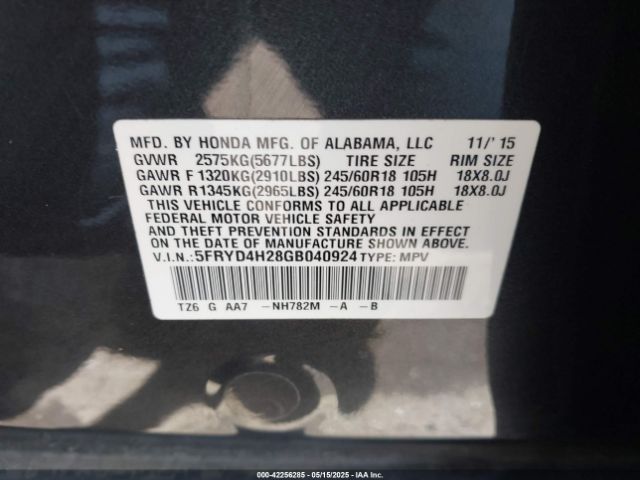 MFD. BY HONDA MFG. OF ALABAMA, LLC 11/'15
GVWR 2575KG(5677LBS) TIRE SIZE RIM SIZE
GAWR F 1320KG(2910LBS) 245/60R18 105H 18X8.0J
GAWR R1345KG(2965LBS) 245/60R18 105H 18X8.0J
THIS VEHICLE CONFORMS TO ALL APPLICABLE
FEDERAL MOTOR VEHICLE SAFETY
AND THEFT PREVENTION STANDARDS IN EFFECT
ON THE DATE OF MANUFACTURE SHOWN ABOVE.
V.I.N.: 5FRYD4H28GB040924 TYPE: MPV
TZ6 G AA7 -NH782M -A -B
000-42256285 - 05/15/2025 - IAA Inc.